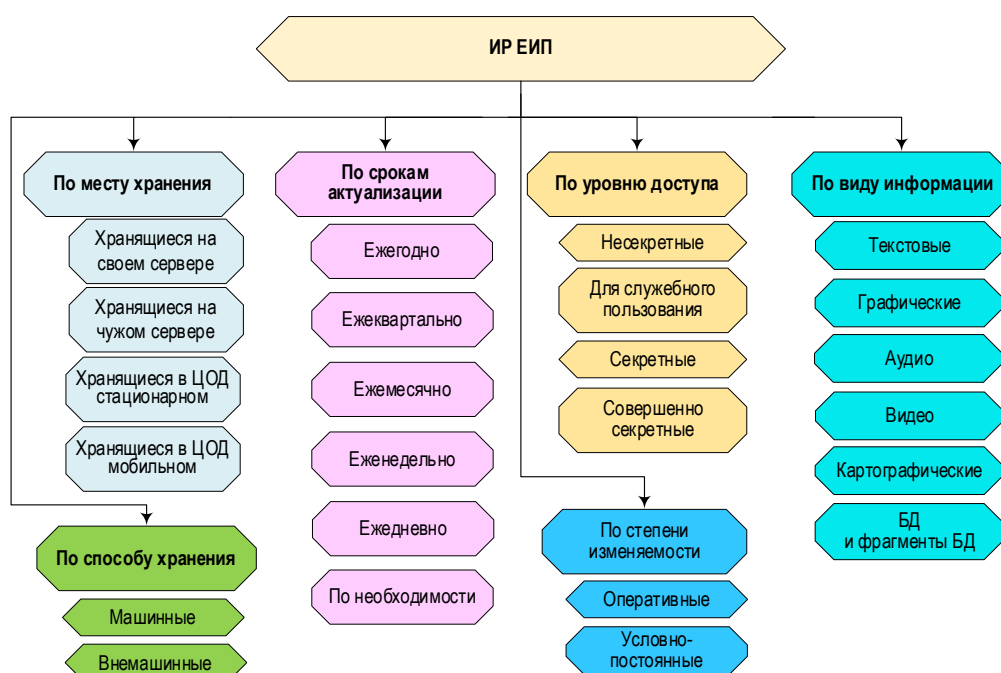 ИР ЕИП
По месту хранения
Хранящиеся на
своем сервере
Хранящиеся на
чужом сервере
Хранящиеся в ЦОД
стационарном
Хранящиеся в ЦОД
мобильном
По способу хранения
Машинные
Внемашинные
По срокам
актуализации
Ежегодно
Ежеквартально
Ежемесячно
Еженедельно
Ежедневно
По необходимости
По уровню доступа
Несекретные
Для служебного
пользования
Секретные
Совершенно
секретные
По степени
изменяемости
Оперативные
Условно-
постоянные
По виду информации
Текстовые
Графические
Аудио
Видео
Картографические
БД
и фрагменты БД